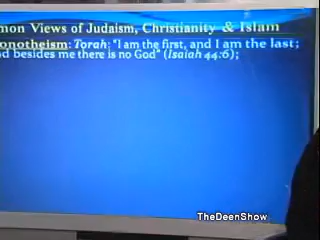 mon Views of Judaism, Christianity & Islam
onotheism: Torah: "I am the first, and I am the last;
d besides me there is no God" (Isaiah 44:6);
TheDeenShow